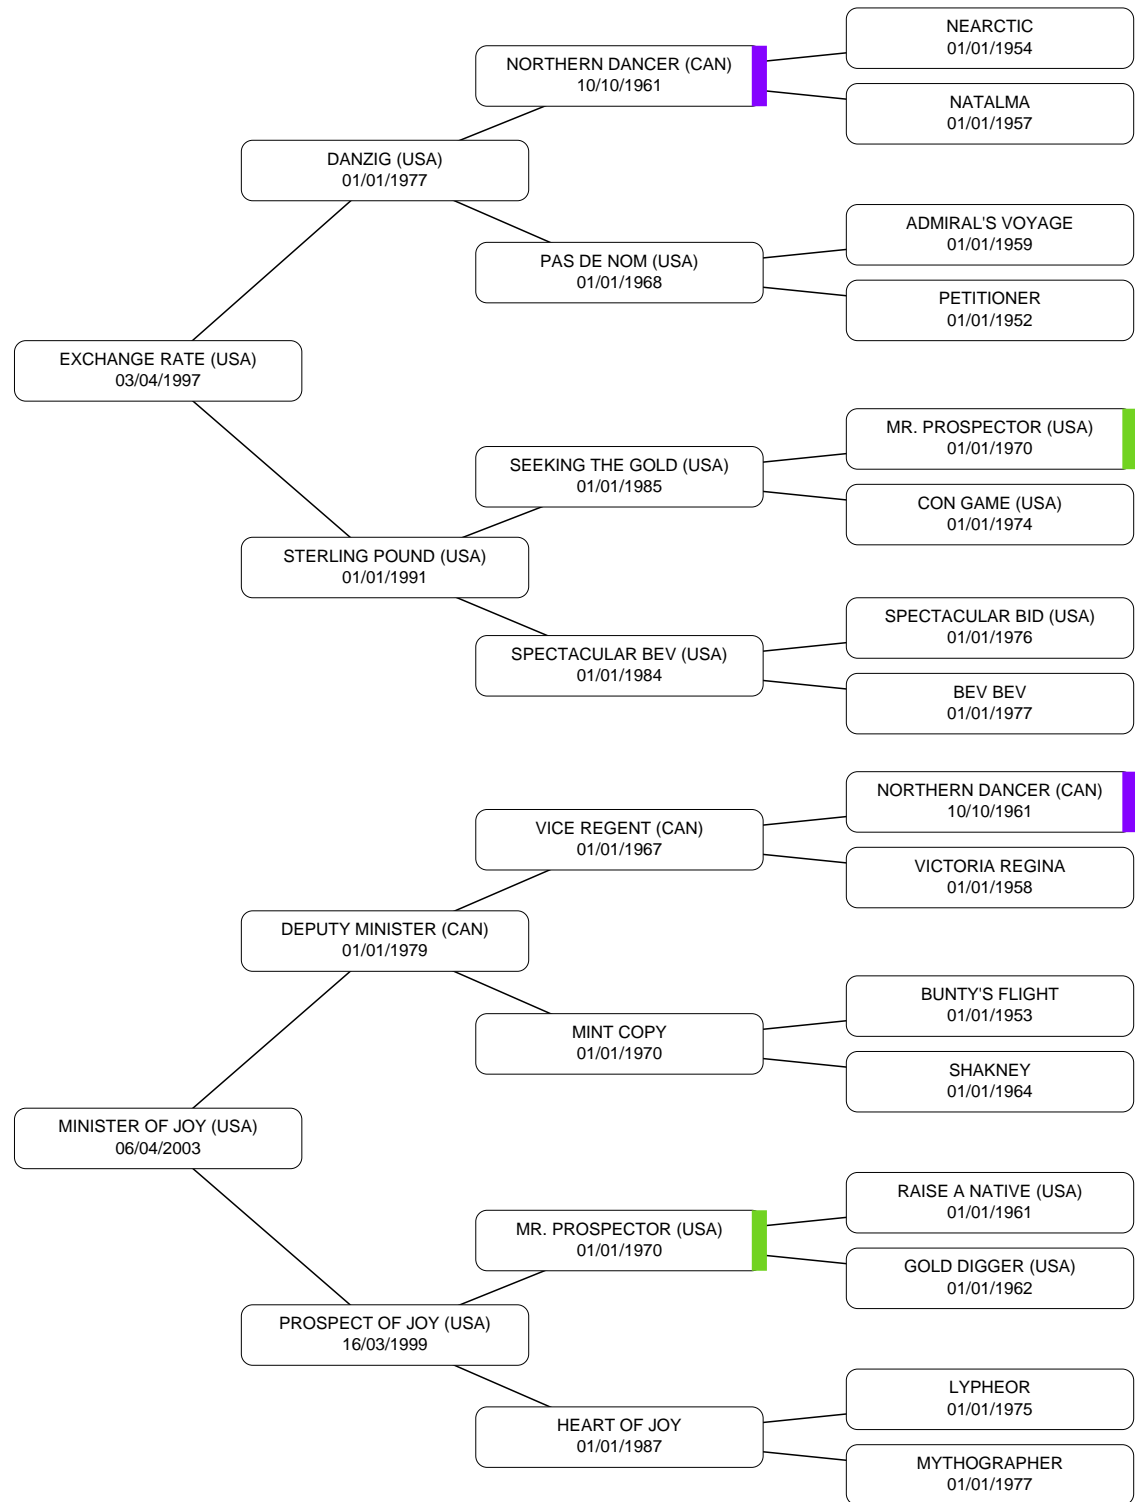 NEARCTIC
01/01/1954
NORTHERN DANCER (CAN)
10/10/1961
NATALMA
01/01/1957
DANZIG (USA)
01/01/1977
ADMIRAL'S VOYAGE
01/01/1959
PAS DE NOM (USA)
01/01/1968
PETITIONER
01/01/1952
EXCHANGE RATE (USA)
03/04/1997
MR. PROSPECTOR (USA)
01/01/1970
SEEKING THE GOLD (USA)
01/01/1985
CON GAME (USA)
01/01/1974
STERLING POUND (USA)
01/01/1991
SPECTACULAR BID (USA)
01/01/1976
SPECTACULAR BEV (USA)
01/01/1984
BEV BEV
01/01/1977
NORTHERN DANCER (CAN)
10/10/1961
VICE REGENT (CAN)
01/01/1967
VICTORIA REGINA
01/01/1958
DEPUTY MINISTER (CAN)
01/01/1979
BUNTY'S FLIGHT
01/01/1953
MINT COPY
01/01/1970
SHAKNEY
01/01/1964
MINISTER OF JOY (USA)
06/04/2003
RAISE A NATIVE (USA)
01/01/1961
MR. PROSPECTOR (USA)
01/01/1970
GOLD DIGGER (USA)
01/01/1962
PROSPECT OF JOY (USA)
16/03/1999
LYPHEOR
01/01/1975
HEART OF JOY
01/01/1987
MYTHOGRAPHER
01/01/1977